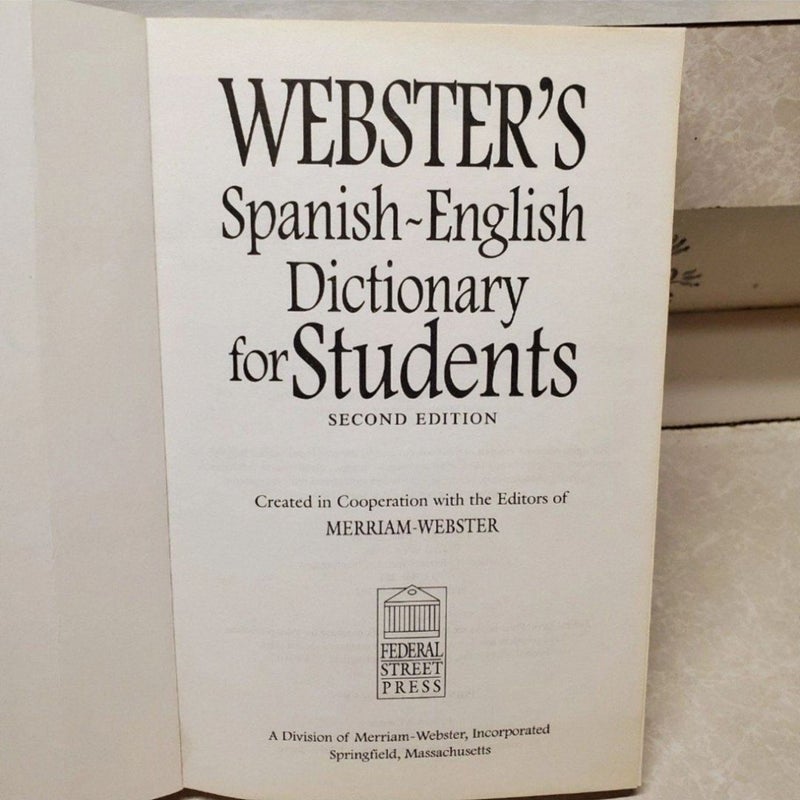 WEBSTER'S
Spanish~English
Dictionary
for Students
SECOND EDITION
Created in Cooperation with the Editors of
MERRIAM-WEBSTER
FEDERAL
STREET
PRESS
A Division of Merriam-Webster, Incorporated
Springfield, Massachusetts